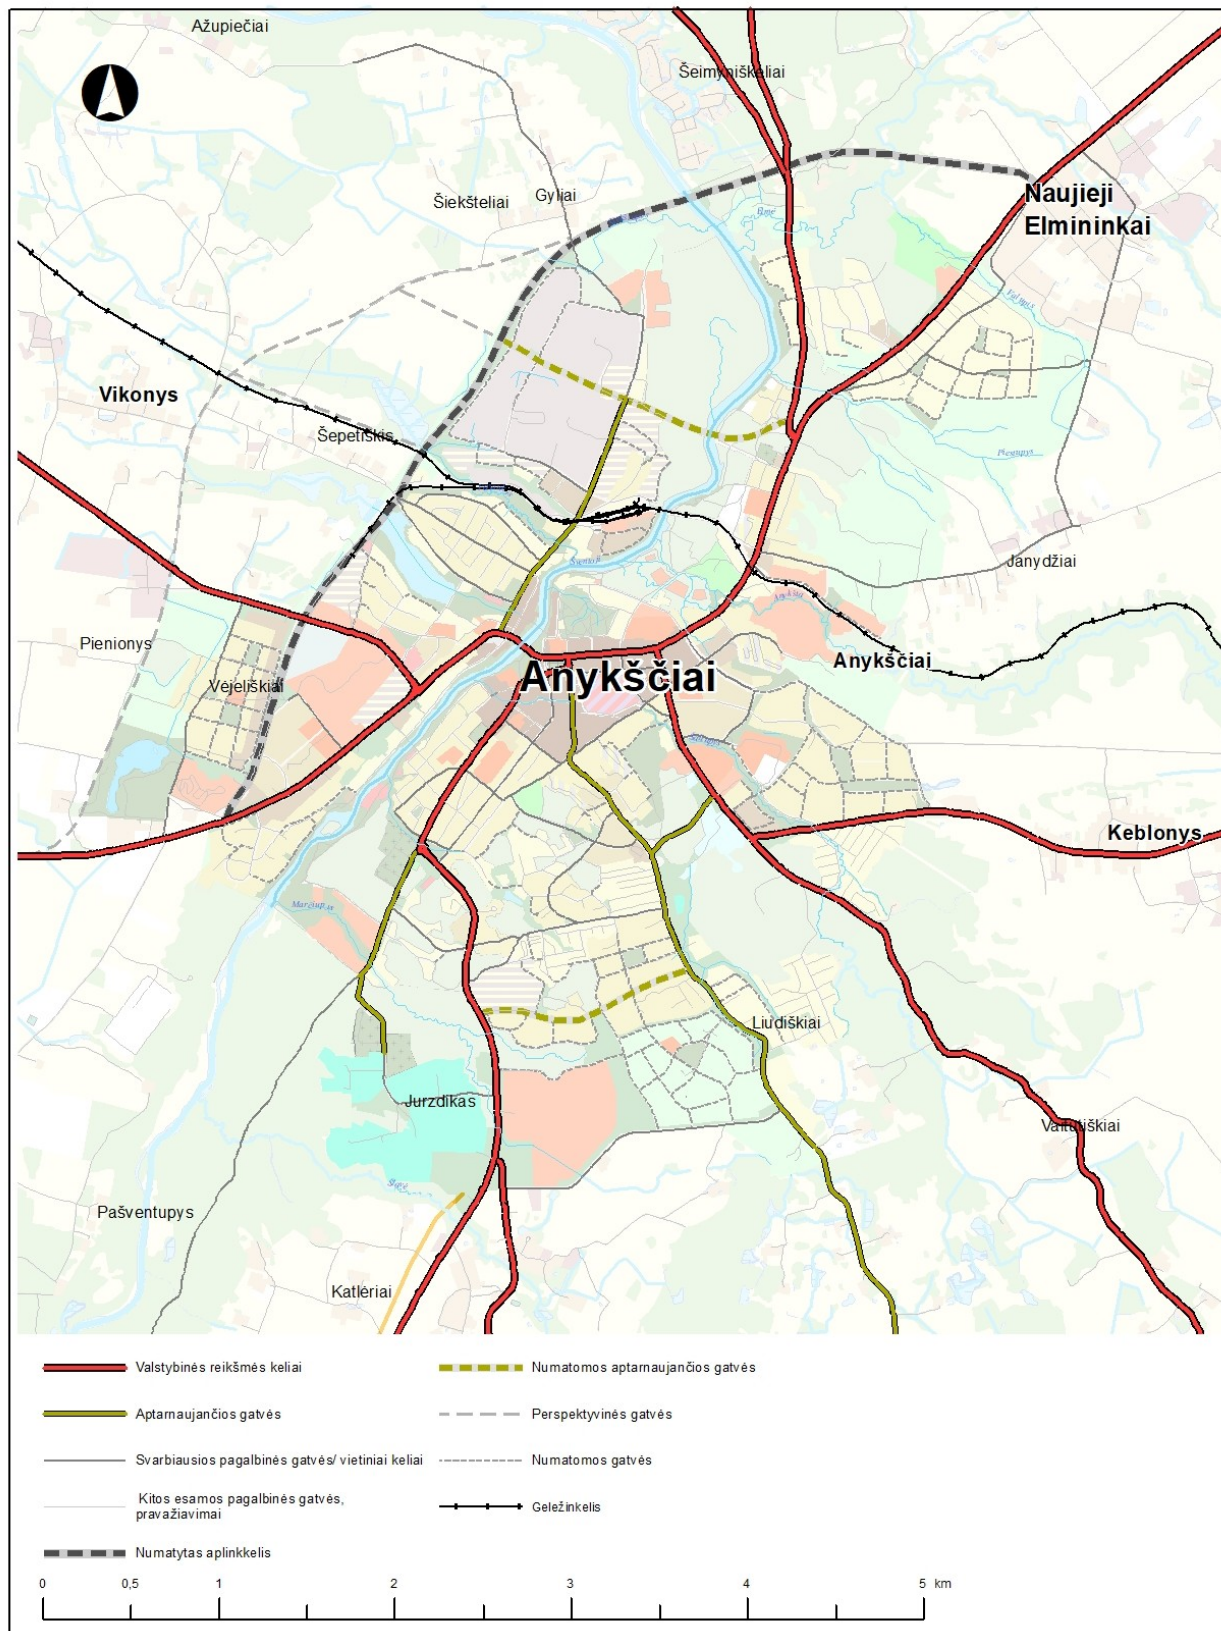 Ažupiečiai
Šeimyniškėliai
Naujieji
Elmininkai
Šiekšteliai
Gyliai
Vikonys
Šepetiškis
Janydžiai
Pienionys
Vėjeliškiai
Anykščiai
Anykščiai
Keblonys
Liudiškiai
Jurzdikas
Pašventupys
Katlėriai
Valstybinės reikšmės keliai
Numatomos aptarnaujančios gatvės
Aptarnaujančios gatvės
Perspektyvinės gatvės
Svarbiausios pagalbinės gatvės/ vietiniai keliai
Numatomos gatvės
Kitos esamos pagalbinės gatvės,
pravažiavimai
Geležinkelis
Numatytas aplinkkelis
0 0,5 1 2 3 4 5 km